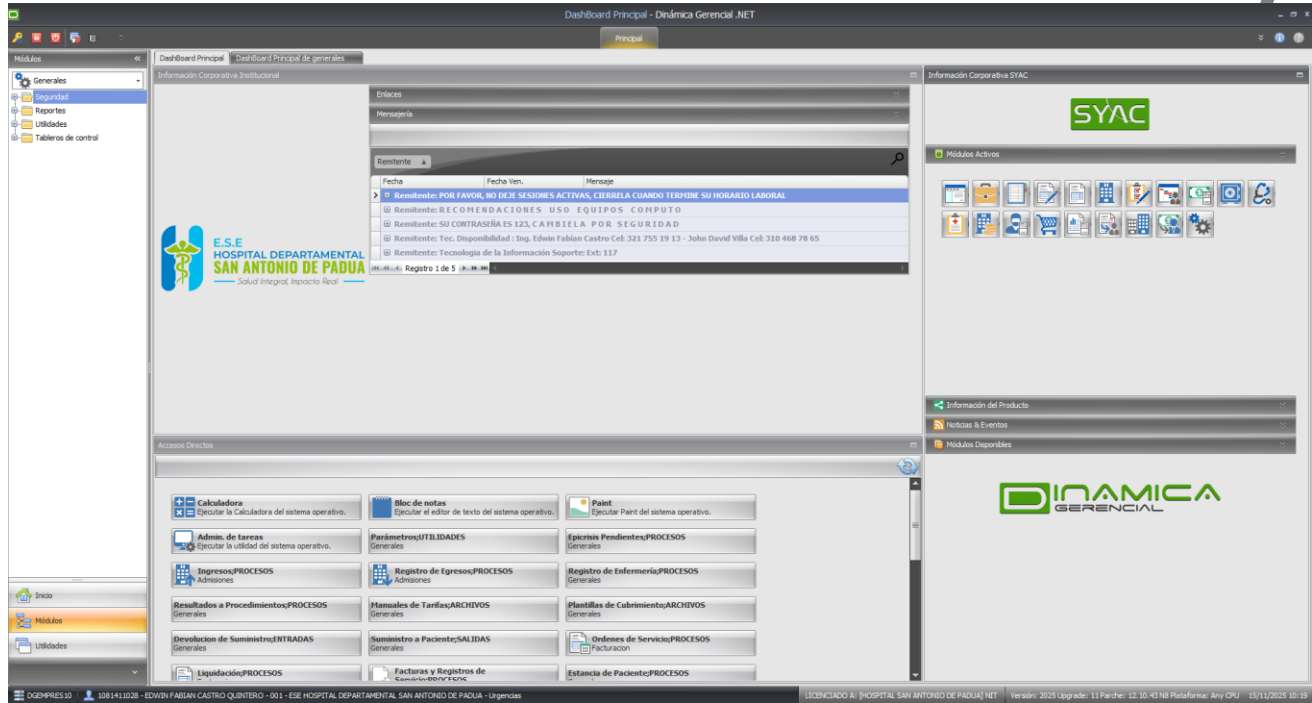 DashBoard Principal - Dinámica Gerencial .NET
Principal
Módulos
DashBoard Principal
DashBoard Principal de generales
Generales
Seguridad
Reportes
Utilidades
Tableros de control
Información Corporativa Institucional
Enlaces
Mensajería
Remitente
Fecha Fecha Ven. Mensaje
Remitente: POR FAVOR, NO DEJE SESIONES ACTIVAS, CIERRELA CUANDO TERMINE SU HORARIO LABORAL
Remitente: R E C O M E N D A C I O N E S U S O E Q U I P O S C O M P U T O
Remitente: SU CONTRASEÑA ES 123, C A M B I E L A P O R S E G U R I D A D
Remitente: Tec. Disponibilidad : Ing. Edwin Fabian Castro Cel: 321 755 19 13 - John David Villa Cel: 310 468 78 65
Remitente: Tecnologia de la Información Soporte: Ext: 117
Registro 1 de 5
E.S.E
HOSPITAL DEPARTAMENTAL
SAN ANTONIO DE PADUA
Salud Integral, Impacto Real
Información Corporativa SYAC
SYAC
Módulos Activos
Información del Producto
Noticias & Eventos
Módulos Disponibles
DINAMICA
GERENCIAL
Accesos Directos
Calculadora
Ejecutar la Calculadora del sistema operativo.
Bloc de notas
Ejecutar el editor de texto del sistema operativo.
Paint
Ejecutar Paint del sistema operativo.
Admin. de tareas
Ejecutar la utilidad del sistema operativo.
Parámetros;UTILIDADES
Generales
Epicrisis Pendientes;PROCESOS
Generales
Ingresos;PROCESOS
Admisiones
Registro de Egresos;PROCESOS
Admisiones
Registro de Enfermería;PROCESOS
Generales
Resultados a Procedimientos;PROCESOS
Generales
Manuales de Tarifas;ARCHIVOS
Generales
Plantillas de Cubrimiento;ARCHIVOS
Generales
Devolucion de Suministro;ENTRADAS
Generales
Suministro a Paciente;SALIDAS
Generales
Ordenes de Servicio;PROCESOS
Facturacion
Liquidación;PROCESOS
Facturas y Registros de
Servicio;PROCESOS
Estancia de Paciente;PROCESOS
Generales
Inicio
Módulos
Utilidades
DGEMPRES10
1081411028 - EDWIN FABIAN CASTRO QUINTERO - 001 - ESE HOSPITAL DEPARTAMENTAL SAN ANTONIO DE PADUA - Urgencias
LICENCIADO A: [HOSPITAL SAN ANTONIO DE PADUA] NIT
Versión: 2025 Upgrade: 11 Parche: 12.10.43 N8 Plataforma: Any CPU
15/11/2025 10:19